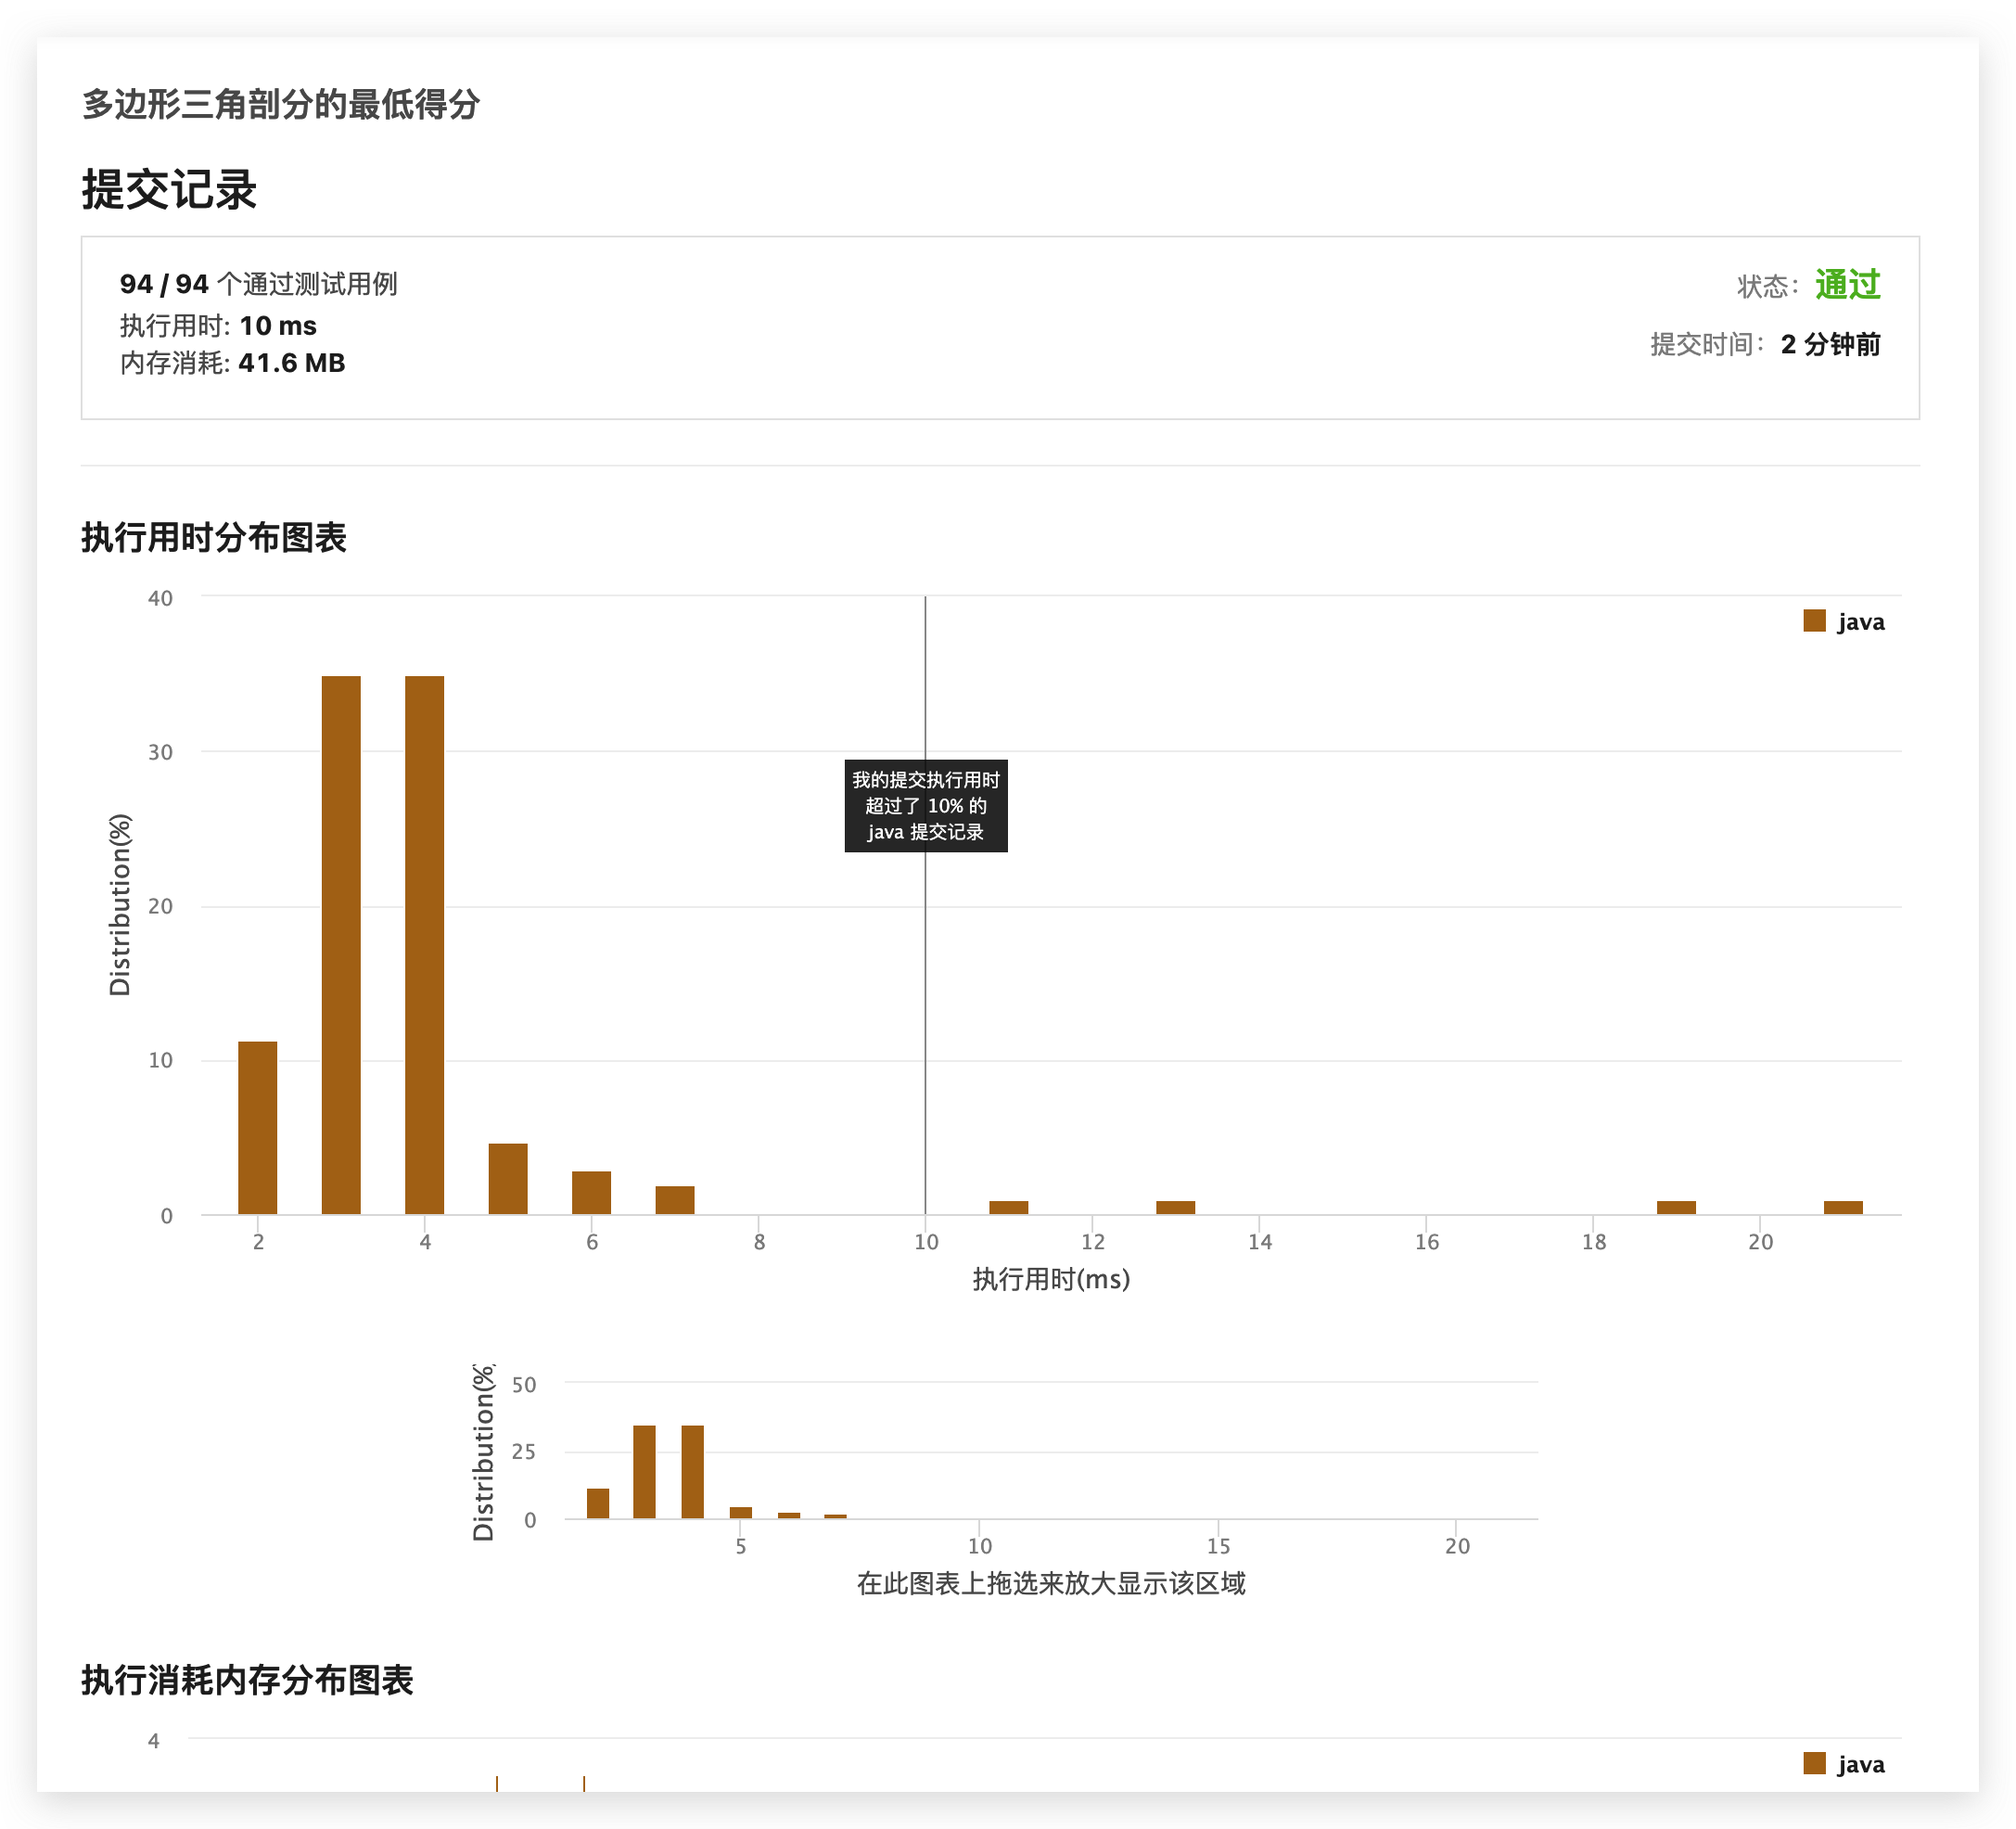 多边形三角剖分的最低得分
提交记录
94 / 94 个通过测试用例
状态：通过
执行用时: 10 ms
提交时间：2 分钟前
内存消耗: 41.6 MB
执行用时分布图表
40
java
30
我的提交执行用时
超过了 10% 的
java 提交记录
Distribution(%)
20
10
0
2 4 6 8 10 12 14 16 18 20
执行用时(ms)
Distribution(%)
50
25
0
5 10 15 20
在此图表上拖选来放大显示该区域
执行消耗内存分布图表
4
java